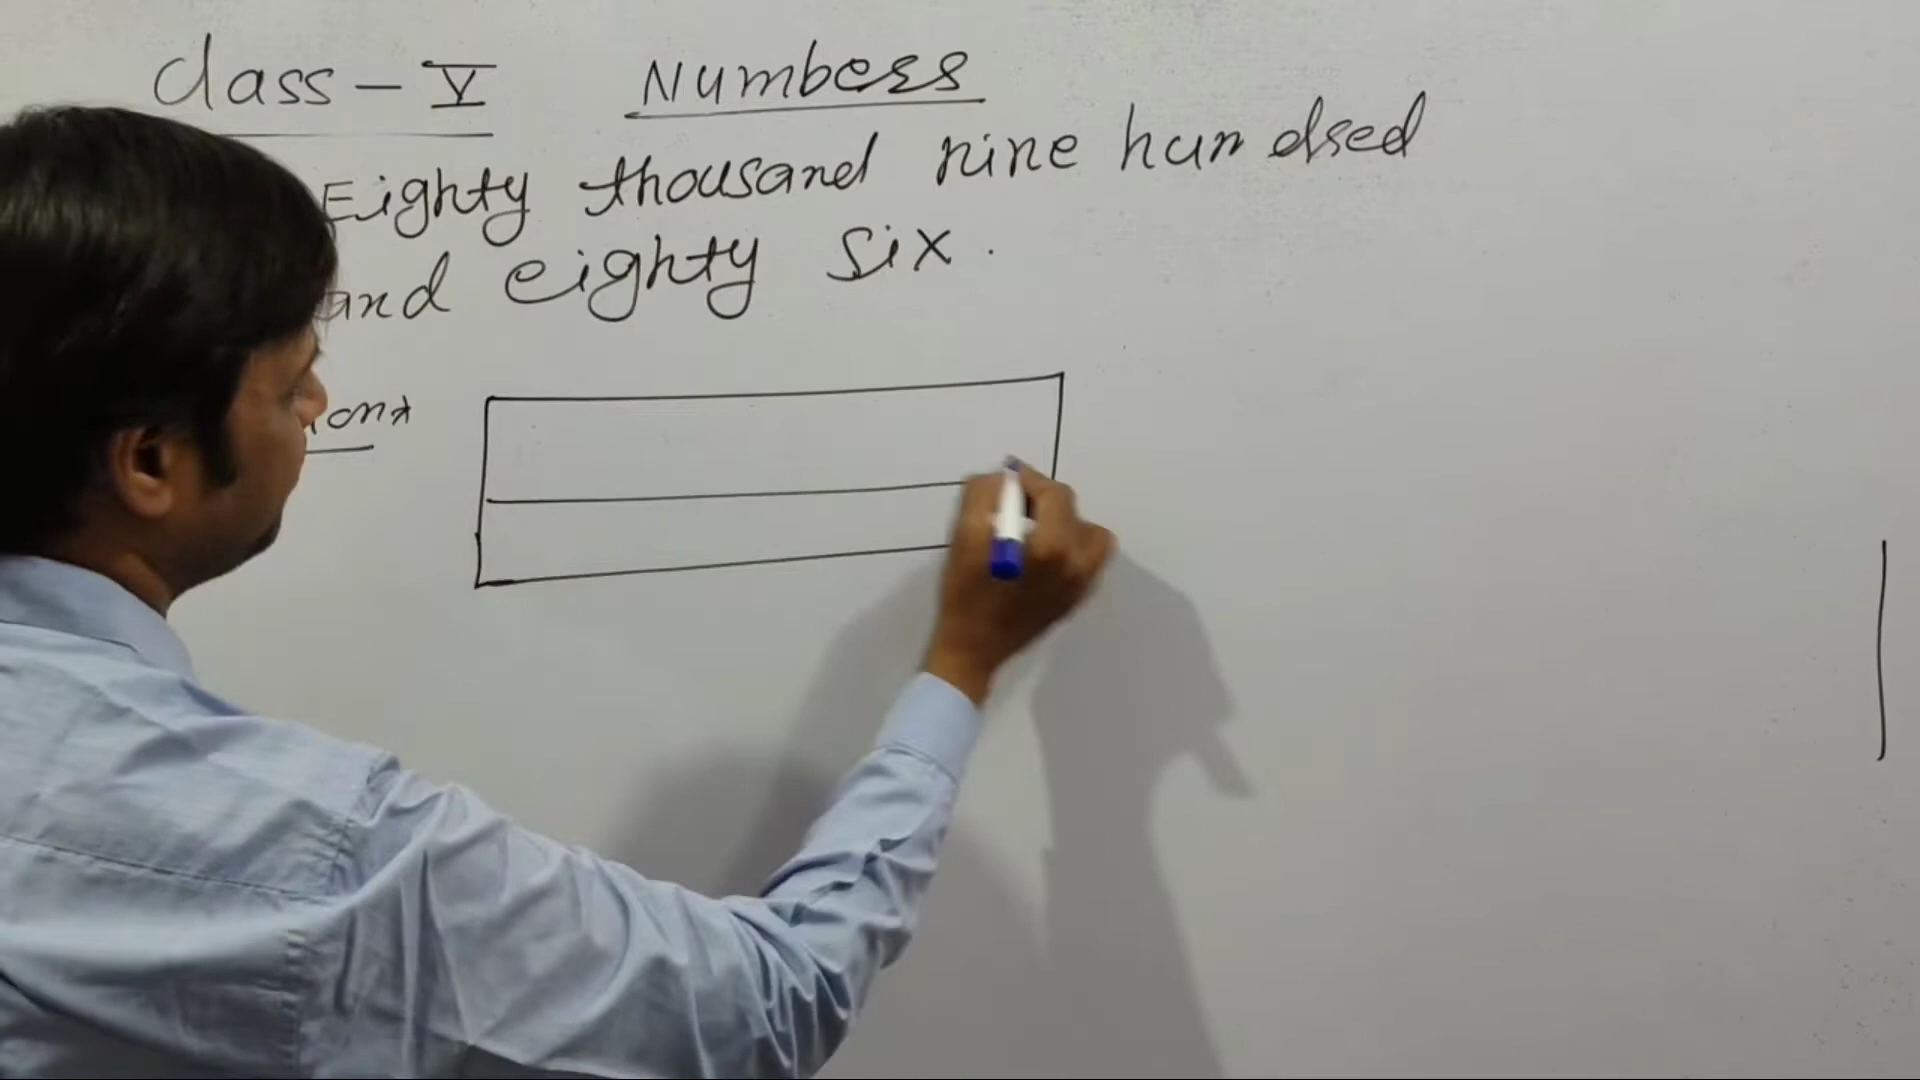 Class - V Numbers
Eighty thousand nine hundred
and eighty six.